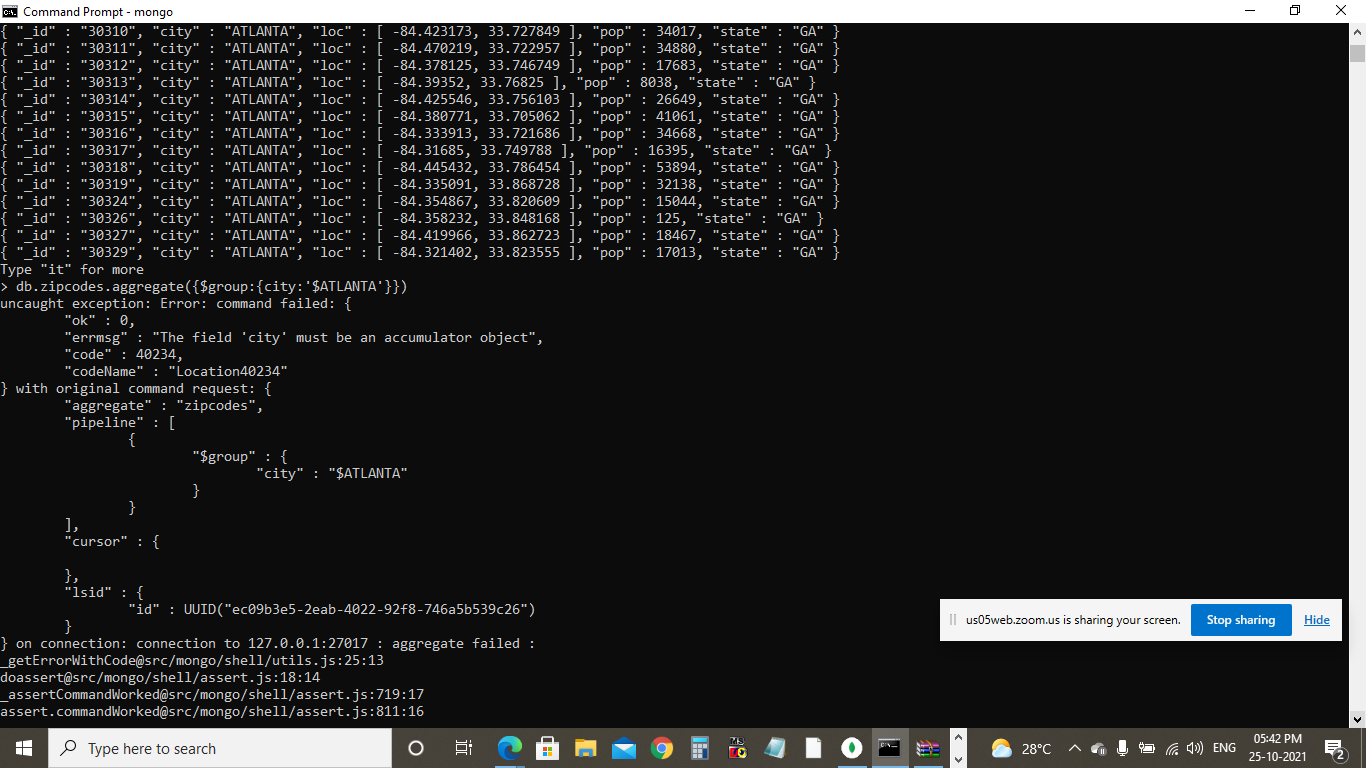 Command Prompt - mongo
{ "_id" : "30310", "city" : "ATLANTA", "loc" : [ -84.423173, 33.727849 ], "pop" : 34017, "state" : "GA" }
{ "_id" : "30311", "city" : "ATLANTA", "loc" : [ -84.470219, 33.722957 ], "pop" : 34880, "state" : "GA" }
{ "_id" : "30312", "city" : "ATLANTA", "loc" : [ -84.378125, 33.746749 ], "pop" : 17683, "state" : "GA" }
{ "_id" : "30313", "city" : "ATLANTA", "loc" : [ -84.39352, 33.76825 ], "pop" : 8038, "state" : "GA" }
{ "_id" : "30314", "city" : "ATLANTA", "loc" : [ -84.425546, 33.756103 ], "pop" : 26649, "state" : "GA" }
{ "_id" : "30315", "city" : "ATLANTA", "loc" : [ -84.380771, 33.705062 ], "pop" : 41061, "state" : "GA" }
{ "_id" : "30316", "city" : "ATLANTA", "loc" : [ -84.333913, 33.721686 ], "pop" : 34668, "state" : "GA" }
{ "_id" : "30317", "city" : "ATLANTA", "loc" : [ -84.31685, 33.749788 ], "pop" : 16395, "state" : "GA" }
{ "_id" : "30318", "city" : "ATLANTA", "loc" : [ -84.445432, 33.786454 ], "pop" : 53894, "state" : "GA" }
{ "_id" : "30319", "city" : "ATLANTA", "loc" : [ -84.335091, 33.868728 ], "pop" : 32138, "state" : "GA" }
{ "_id" : "30324", "city" : "ATLANTA", "loc" : [ -84.354867, 33.820609 ], "pop" : 15044, "state" : "GA" }
{ "_id" : "30326", "city" : "ATLANTA", "loc" : [ -84.358232, 33.848168 ], "pop" : 125, "state" : "GA" }
{ "_id" : "30327", "city" : "ATLANTA", "loc" : [ -84.419966, 33.862723 ], "pop" : 18467, "state" : "GA" }
{ "_id" : "30329", "city" : "ATLANTA", "loc" : [ -84.321402, 33.823555 ], "pop" : 17013, "state" : "GA" }
Type "it" for more
> db.zipcodes.aggregate({$group:{city:'$ATLANTA'}})
uncaught exception: Error: command failed: {
"ok" : 0,
"errmsg" : "The field 'city' must be an accumulator object",
"code" : 40234,
"codeName" : "Location40234"
} with original command request: {
"aggregate" : "zipcodes",
"pipeline" : [
{
"$group" : {
"city" : "$ATLANTA"
}
}
],
"cursor" : {
},
"lsid" : {
"id" : UUID("ec09b3e5-2eab-4022-92f8-746a5b539c26")
}
} on connection: connection to 127.0.0.1:27017 : aggregate failed :
_getErrorWithCode@src/mongo/shell/utils.js:25:13
doassert@src/mongo/shell/assert.js:18:14
_assertCommandWorked@src/mongo/shell/assert.js:719:17
assert.commandWorked@src/mongo/shell/assert.js:811:16
us05web.zoom.us is sharing your screen.
Stop sharing
Hide
Type here to search
28°C
ENG
05:42 PM
25-10-2021
2